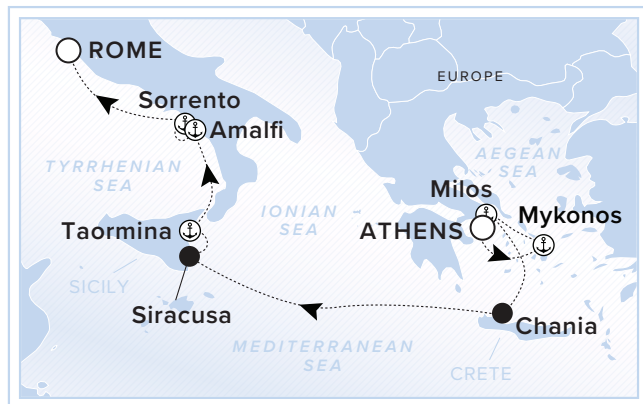 ROME
EUROPE
Sorrento
Amalfi
TYRRHENIAN
SEA
AEGEAN
SEA
Milos
Mykonos
IONIAN
SEA
Taormina
ATHENS
SICILY
Siracusa
Chania
MEDITERRANEAN
SEA
CRETE